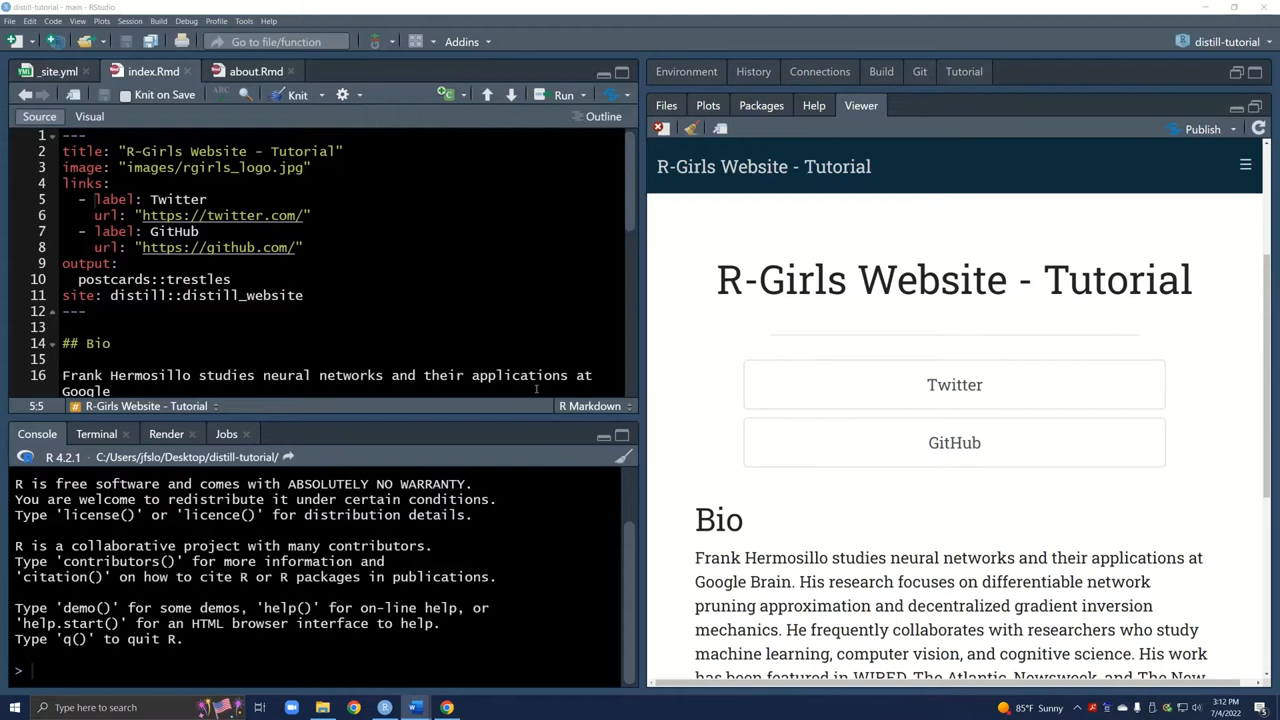 distill-tutorial - main - RStudio
File Edit Code View Plots Session Build Debug Profile Tools Help
Go to file/function Addins distill-tutorial
_site.yml index.Rmd about.Rmd
Knit on Save Knit Run
Source Visual Outline
1 ---
2 title: "R-Girls Website - Tutorial"
3 image: "images/rgirls_logo.jpg"
4 links:
5 - label: Twitter
6 url: "https://twitter.com/"
7 - label: GitHub
8 url: "https://github.com/"
9 output:
10 postcards::trestles
11 site: distill::distill_website
12 ---
13
14 ## Bio
15
16 Frank Hermosillo studies neural networks and their applications at
Google
5:5 R-Girls Website - Tutorial R Markdown
Console Terminal Render Jobs
R 4.2.1 · C:/Users/jfslo/Desktop/distill-tutorial/
R is free software and comes with ABSOLUTELY NO WARRANTY.
You are welcome to redistribute it under certain conditions.
Type 'license()' or 'licence()' for distribution details.
R is a collaborative project with many contributors.
Type 'contributors()' for more information and
'citation()' on how to cite R or R packages in publications.
Type 'demo()' for some demos, 'help()' for on-line help, or
'help.start()' for an HTML browser interface to help.
Type 'q()' to quit R.
>
Environment History Connections Build Git Tutorial
Files Plots Packages Help Viewer
Publish
R-Girls Website - Tutorial
R-Girls Website - Tutorial
Twitter
GitHub
Bio
Frank Hermosillo studies neural networks and their applications at
Google Brain. His research focuses on differentiable network
pruning approximation and decentralized gradient inversion
mechanics. He frequently collaborates with researchers who study
machine learning, computer vision, and cognitive science. His work
has been featured in WIRED, The Atlantic, Newsweek, and The New
Type here to search
85°F Sunny
3:12 PM
7/4/2022